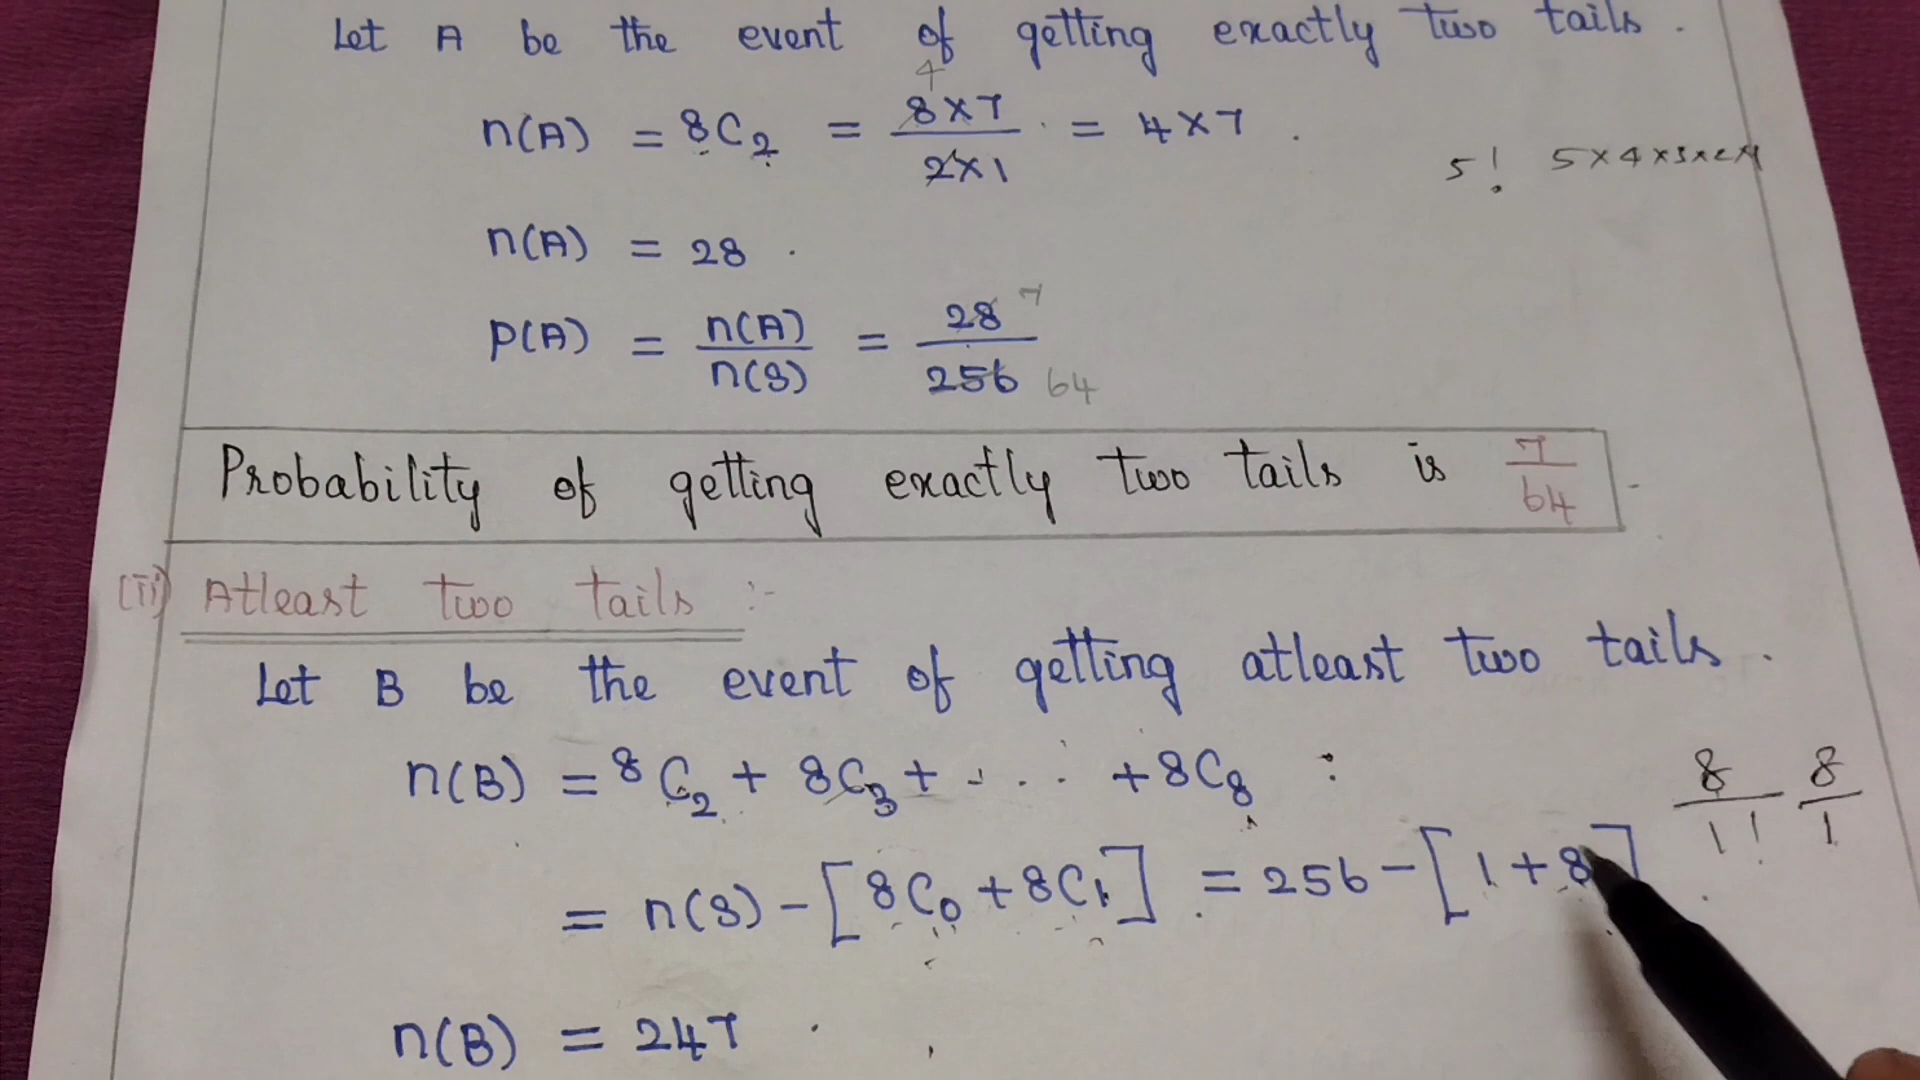 Let A be the event of getting exactly two tails.
n(A) = 8C₂ = 8×7 / 2×1 = 4×7
4
5! 5×4×3×2×1
n(A) = 28
P(A) = n(A) / n(S) = 28 / 256
7
64
Probability of getting exactly two tails is 7/64
(ii) Atleast two tails :-
Let B be the event of getting atleast two tails.
n(B) = 8C₂ + 8C₃ + .... + 8C₈
8/1! 8/1
= n(S) - [8C₀ + 8C₁] = 256 - [1+8]
n(B) = 247